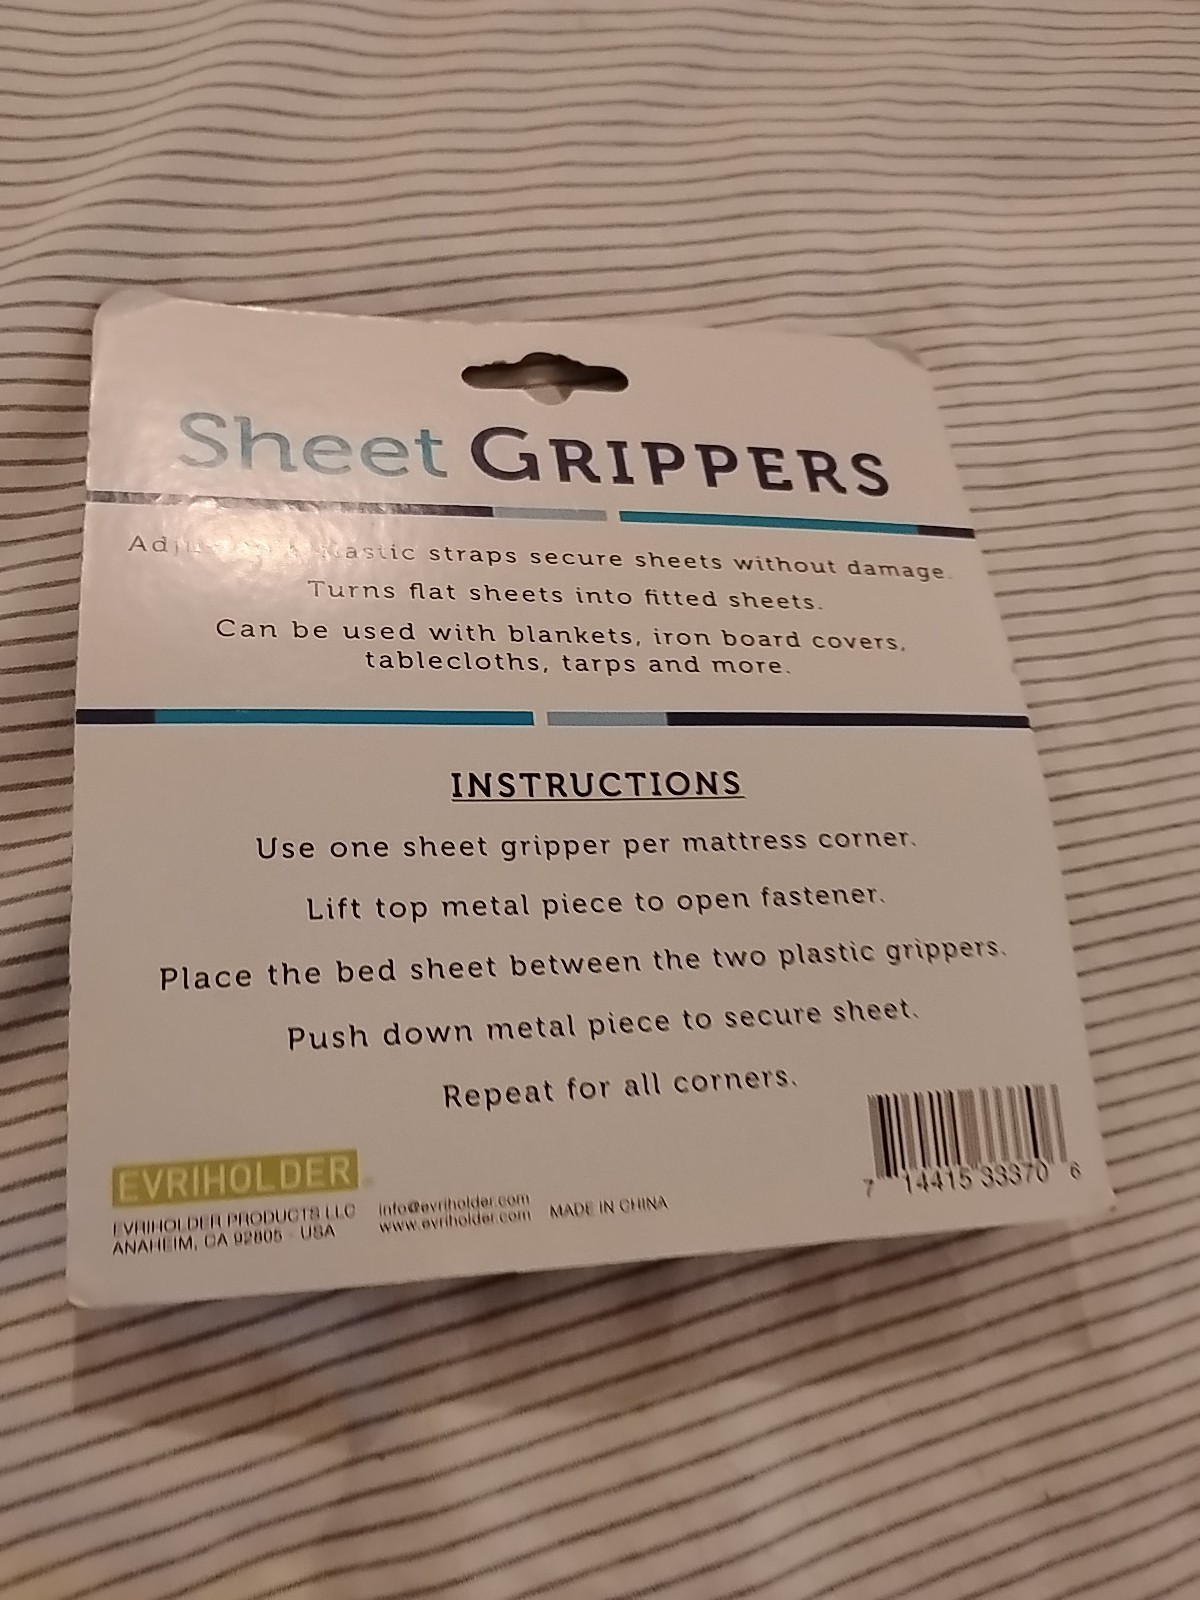 Sheet GRIPPERS
straps secure sheets without damage.
Turns flat sheets into fitted sheets.
Can be used with blankets, iron board covers,
tablecloths, tarps and more.
INSTRUCTIONS
Use one sheet gripper per mattress corner.
Lift top metal piece to open fastener.
Place the bed sheet between the two plastic grippers.
Push down metal piece to secure sheet.
Repeat for all corners.
EVRIHOLDER
EVRIHOLDER PRODUCTS LLC
ANAHEIM, CA 92805 - USA
info@evriholder.com
www.evriholder.com
MADE IN CHINA
7 14415 33370 6